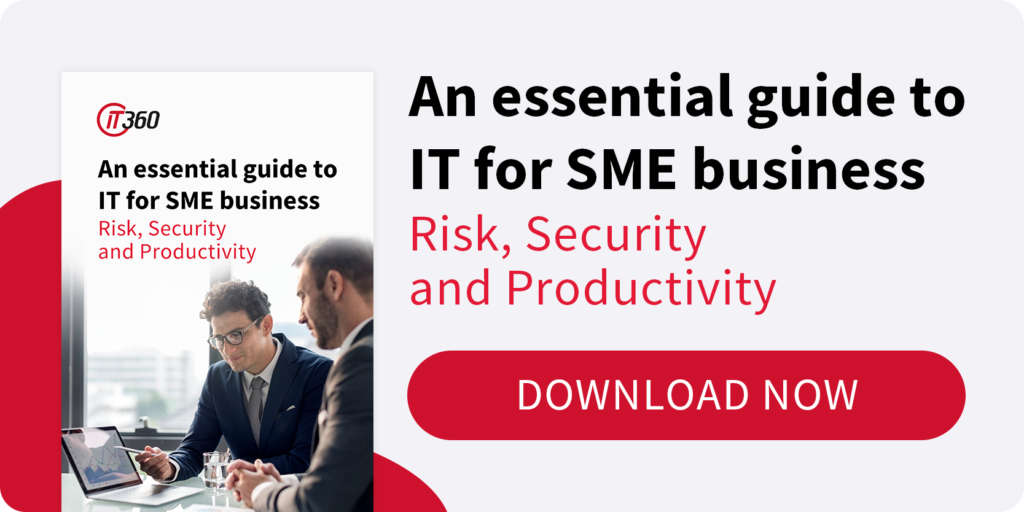 iT360
An essential guide to
IT for SME business
Risk, Security
and Productivity
An essential guide to
IT for SME business
Risk, Security
and Productivity
DOWNLOAD NOW